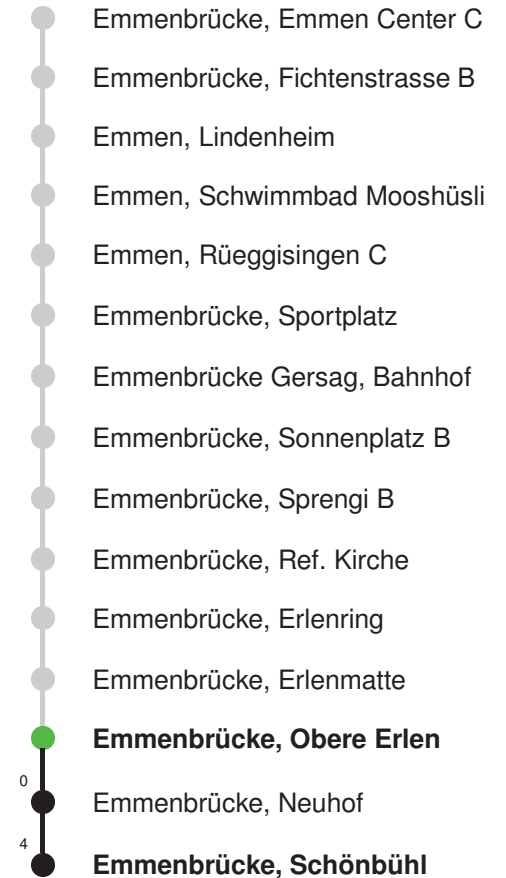 Emmenbrücke, Emmen Center C
Emmenbrücke, Fichtenstrasse B
Emmen, Lindenheim
Emmen, Schwimmbad Mooshüsli
Emmen, Rüeggisingen C
Emmenbrücke, Sportplatz
Emmenbrücke Gersag, Bahnhof
Emmenbrücke, Sonnenplatz B
Emmenbrücke, Sprengi B
Emmenbrücke, Ref. Kirche
Emmenbrücke, Erlenring
Emmenbrücke, Erlenmatte
Emmenbrücke, Obere Erlen
0 Emmenbrücke, Neuhof
4 Emmenbrücke, Schönbühl